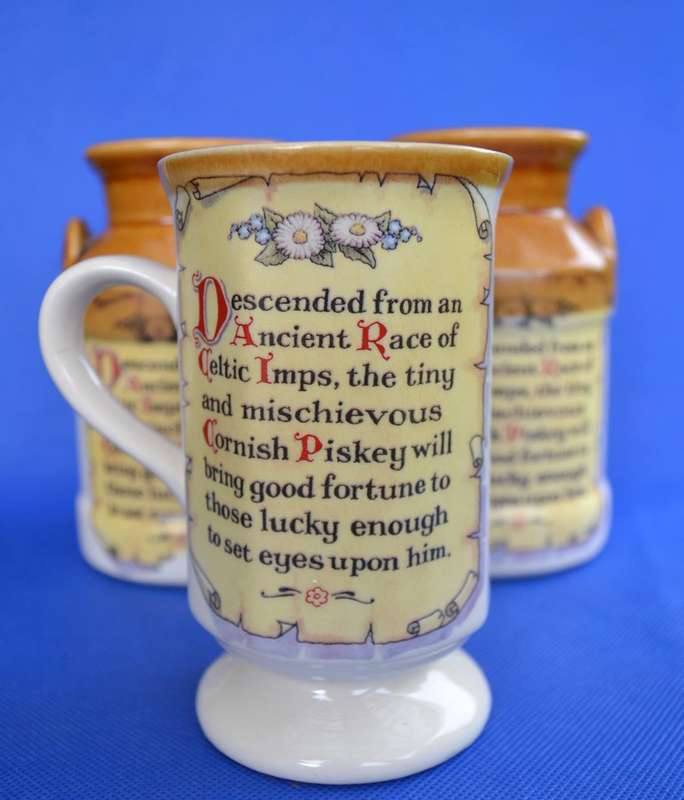 Descended from an
Ancient Race of
Celtic Imps, the tiny
and mischievous
Cornish Piskey will
bring good fortune to
those lucky enough
to set eyes upon him.